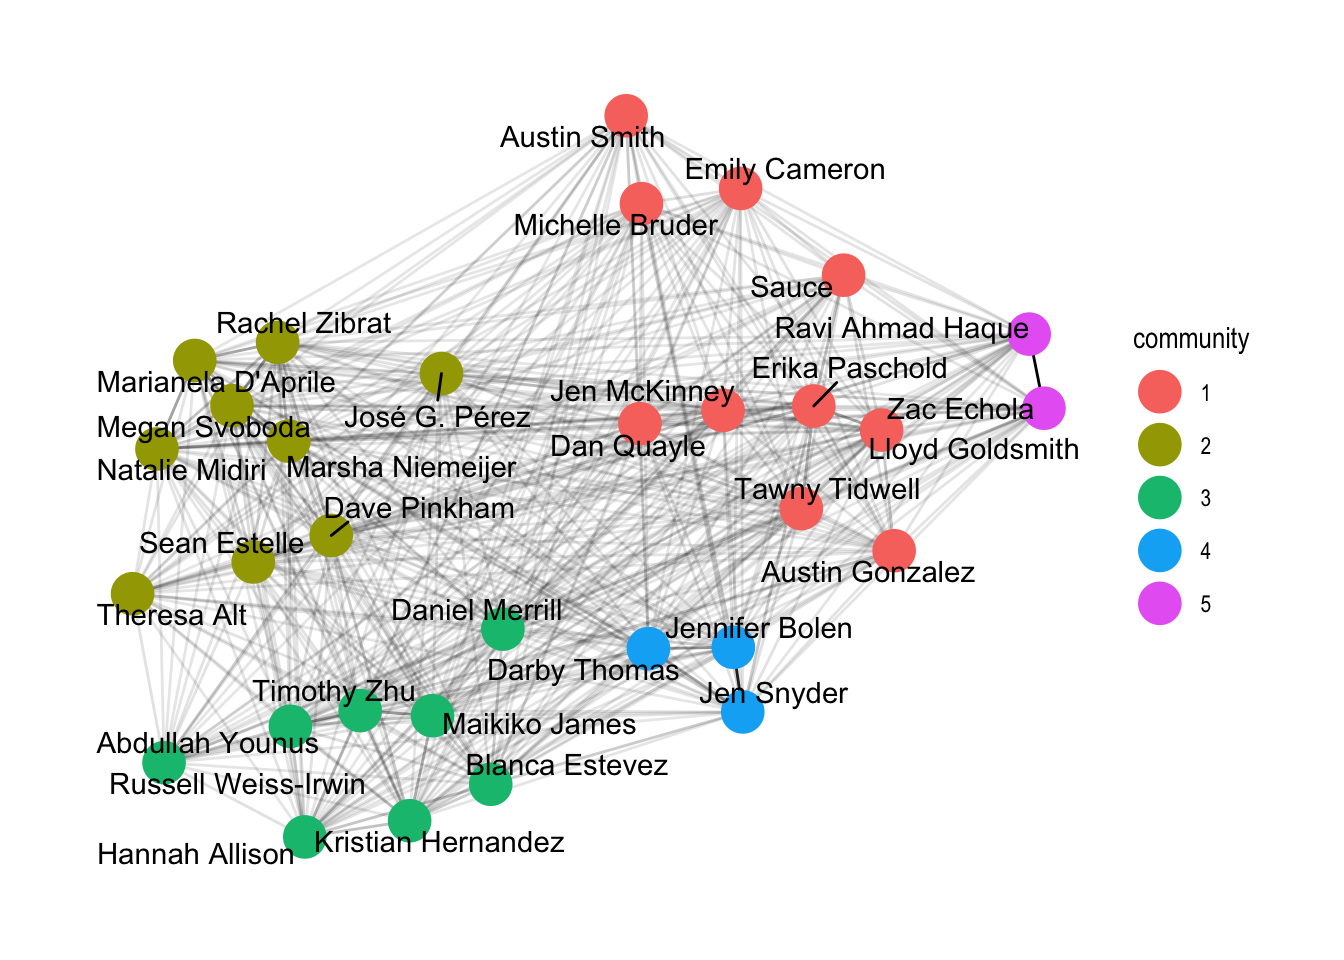 Austin Smith
Emily Cameron
Michelle Bruder
Sauce
Rachel Zibrat
Ravi Ahmad Haque
community
Erika Paschold
Marianela D'Aprile
Jen McKinney
1
José G. Pérez
Zac Echola
Megan Svoboda
Dan Quayle
Lloyd Goldsmith
2
Natalie Midiri
Marsha Niemeijer
Tawny Tidwell
3
Dave Pinkham
Sean Estelle
4
Austin Gonzalez
Theresa Alt
Daniel Merrill
5
Jennifer Bolen
Darby Thomas
Timothy Zhu
Jen Snyder
Maikiko James
Abdullah Younus
Blanca Estevez
Russell Weiss-Irwin
Kristian Hernandez
Hannah Allison